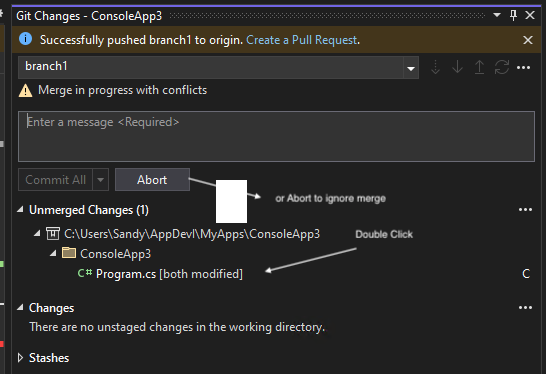 Git Changes - ConsoleApp3
Successfully pushed branch1 to origin. Create a Pull Request.
branch1
Merge in progress with conflicts
Enter a message <Required>
Commit All
Abort
or Abort to ignore merge
Unmerged Changes (1)
C:\Users\Sandy\AppDevl\MyApps\ConsoleApp3
Double Click
ConsoleApp3
C# Program.cs [both modified]
C
Changes
There are no unstaged changes in the working directory.
Stashes